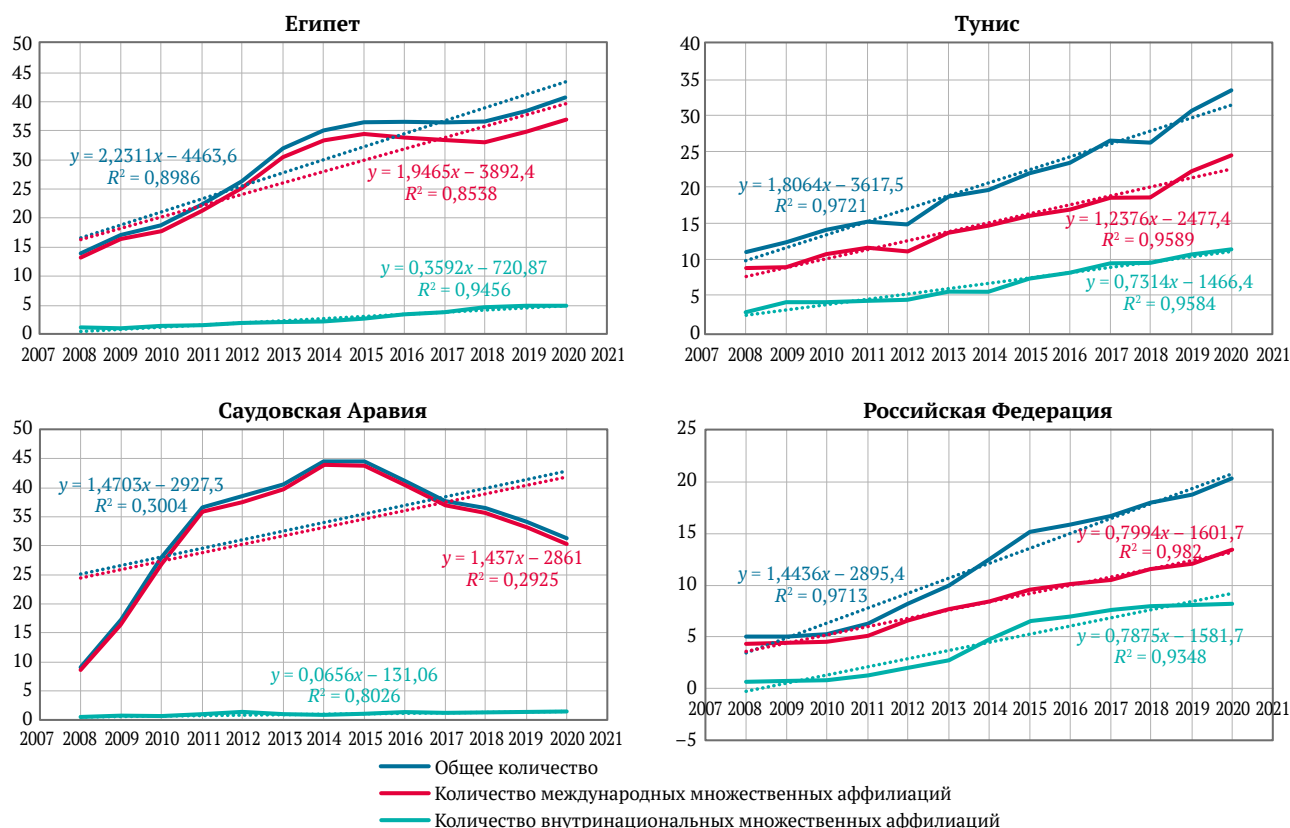 Египет
50
45
40
35
30
25
20
15
10
5
0
y = 2,2311x – 4463,6
R² = 0,8986
y = 1,9465x – 3892,4
R² = 0,8538
y = 0,3592x – 720,87
R² = 0,9456
2007 2008 2009 2010 2011 2012 2013 2014 2015 2016 2017 2018 2019 2020 2021
Тунис
40
35
30
25
20
15
10
5
0
y = 1,8064x – 3617,5
R² = 0,9721
y = 1,2376x – 2477,4
R² = 0,9589
y = 0,7314x – 1466,4
R² = 0,9584
2007 2008 2009 2010 2011 2012 2013 2014 2015 2016 2017 2018 2019 2020 2021
Саудовская Аравия
50
45
40
35
30
25
20
15
10
5
0
y = 1,4703x – 2927,3
R² = 0,3004
y = 1,437x – 2861
R² = 0,2925
y = 0,0656x – 131,06
R² = 0,8026
2007 2008 2009 2010 2011 2012 2013 2014 2015 2016 2017 2018 2019 2020 2021
Российская Федерация
25
20
15
10
5
0
–5
y = 1,4436x – 2895,4
R² = 0,9713
y = 0,7994x – 1601,7
R² = 0,982
y = 0,7875x – 1581,7
R² = 0,9348
2007 2008 2009 2010 2011 2012 2013 2014 2015 2016 2017 2018 2019 2020 2021
Общее количество
Количество международных множественных аффилиаций
Количество внутринациональных множественных аффилиаций